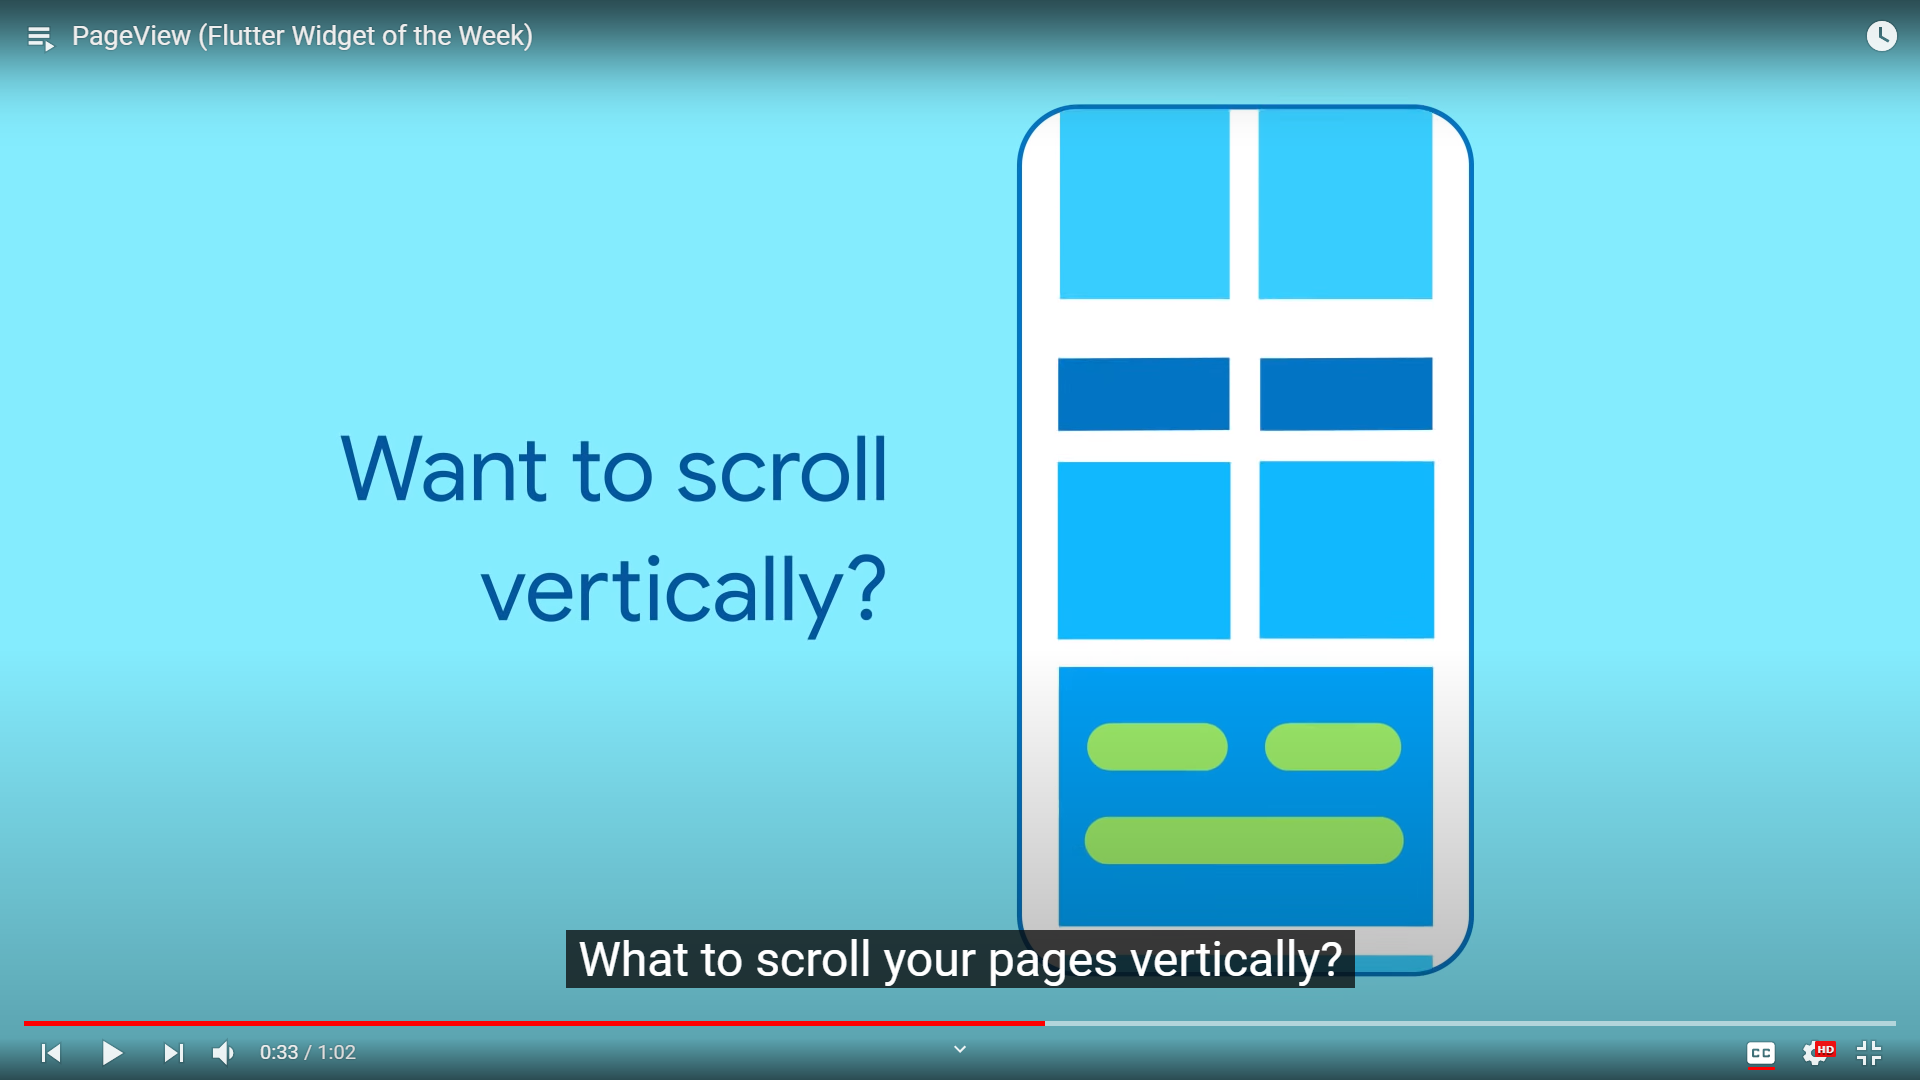 PageView (Flutter Widget of the Week)
Want to scroll
vertically?
What to scroll your pages vertically?
0:33 / 1:02
CC
HD